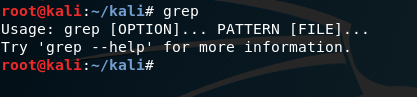 root@kali:~/kali# grep
Usage: grep [OPTION]... PATTERN [FILE]...
Try 'grep --help' for more information.
root@kali:~/kali#